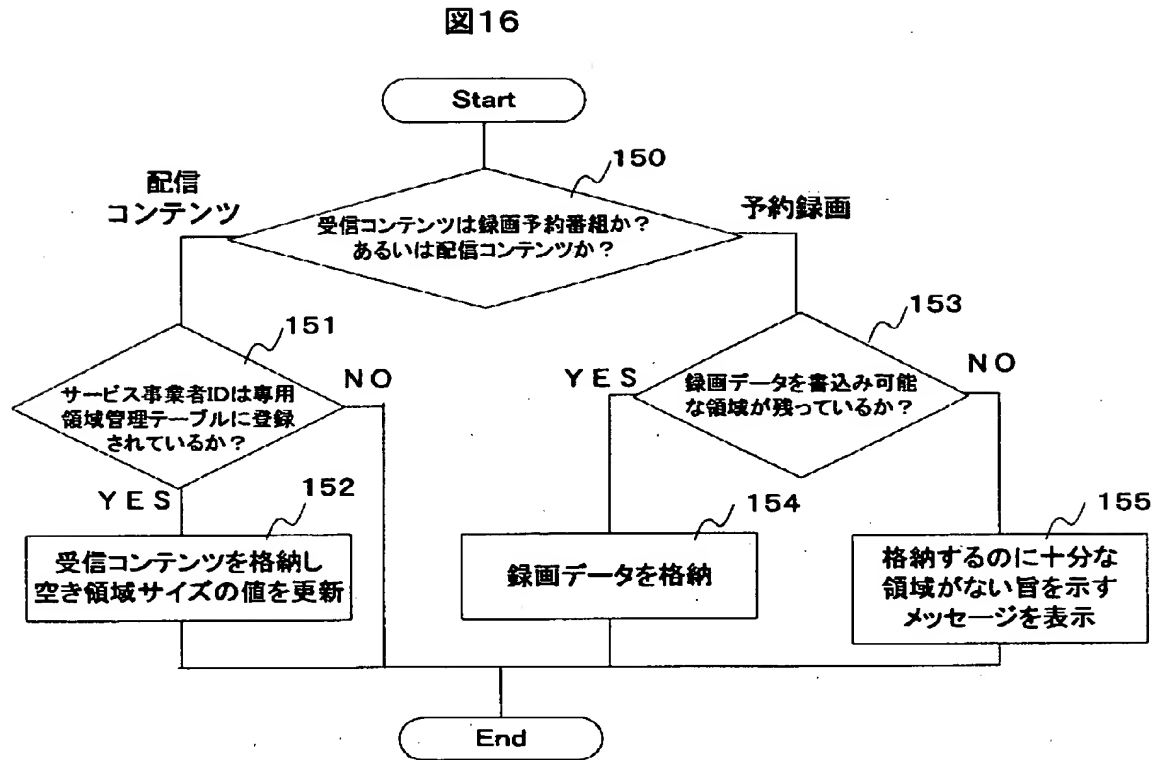 図16
Start
150
配信
コンテンツ
受信コンテンツは録画予約番組か？
あるいは配信コンテンツか？
予約録画
151
サービス事業者IDは専用
領域管理テーブルに登録
されているか？
NO
YES
153
録画データを書込み可能
な領域が残っているか？
YES
NO
152
受信コンテンツを格納し
空き領域サイズの値を更新
154
録画データを格納
155
格納するのに十分な
領域がない旨を示す
メッセージを表示
End